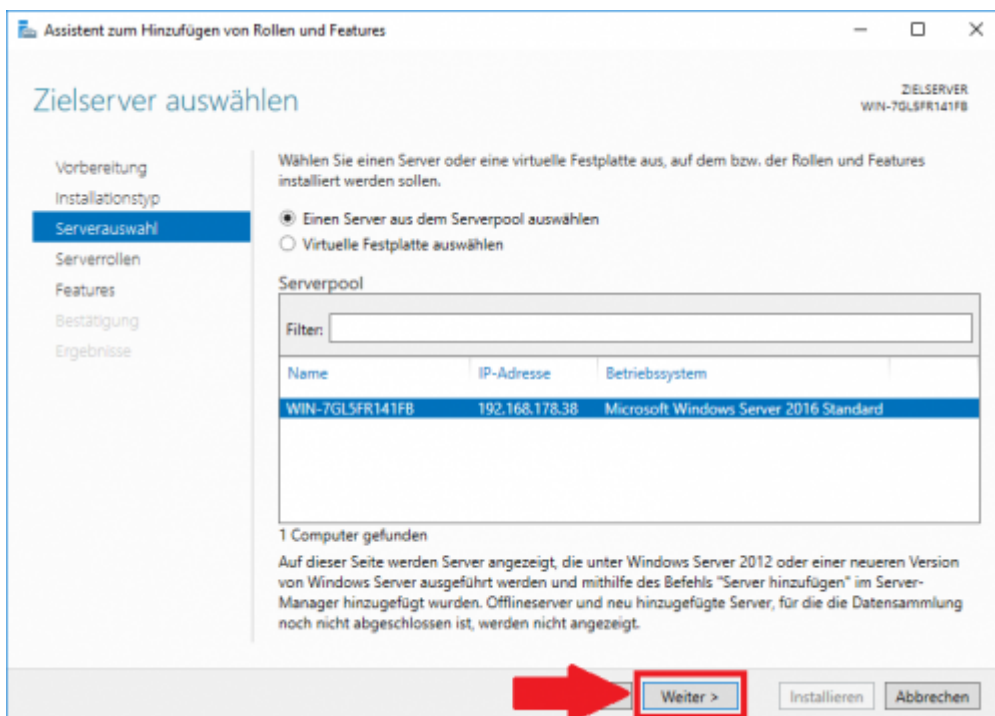 Assistent zum Hinzufügen von Rollen und Features
Zielserver auswählen
ZIELSERVER
WIN-7GL5FR141FB
Vorbereitung
Installationstyp
Serverauswahl
Serverrollen
Features
Bestätigung
Ergebnisse
Wählen Sie einen Server oder eine virtuelle Festplatte aus, auf dem bzw. der Rollen und Features
installiert werden sollen.
Einen Server aus dem Serverpool auswählen
Virtuelle Festplatte auswählen
Serverpool
Filter:
Name IP-Adresse Betriebssystem
WIN-7GL5FR141FB 192.168.178.38 Microsoft Windows Server 2016 Standard
1 Computer gefunden
Auf dieser Seite werden Server angezeigt, die unter Windows Server 2012 oder einer neueren Version
von Windows Server ausgeführt werden und mithilfe des Befehls "Server hinzufügen" im Server-
Manager hinzugefügt wurden. Offlineserver und neu hinzugefügte Server, für die die Datensammlung
noch nicht abgeschlossen ist, werden nicht angezeigt.
Weiter > Installieren Abbrechen